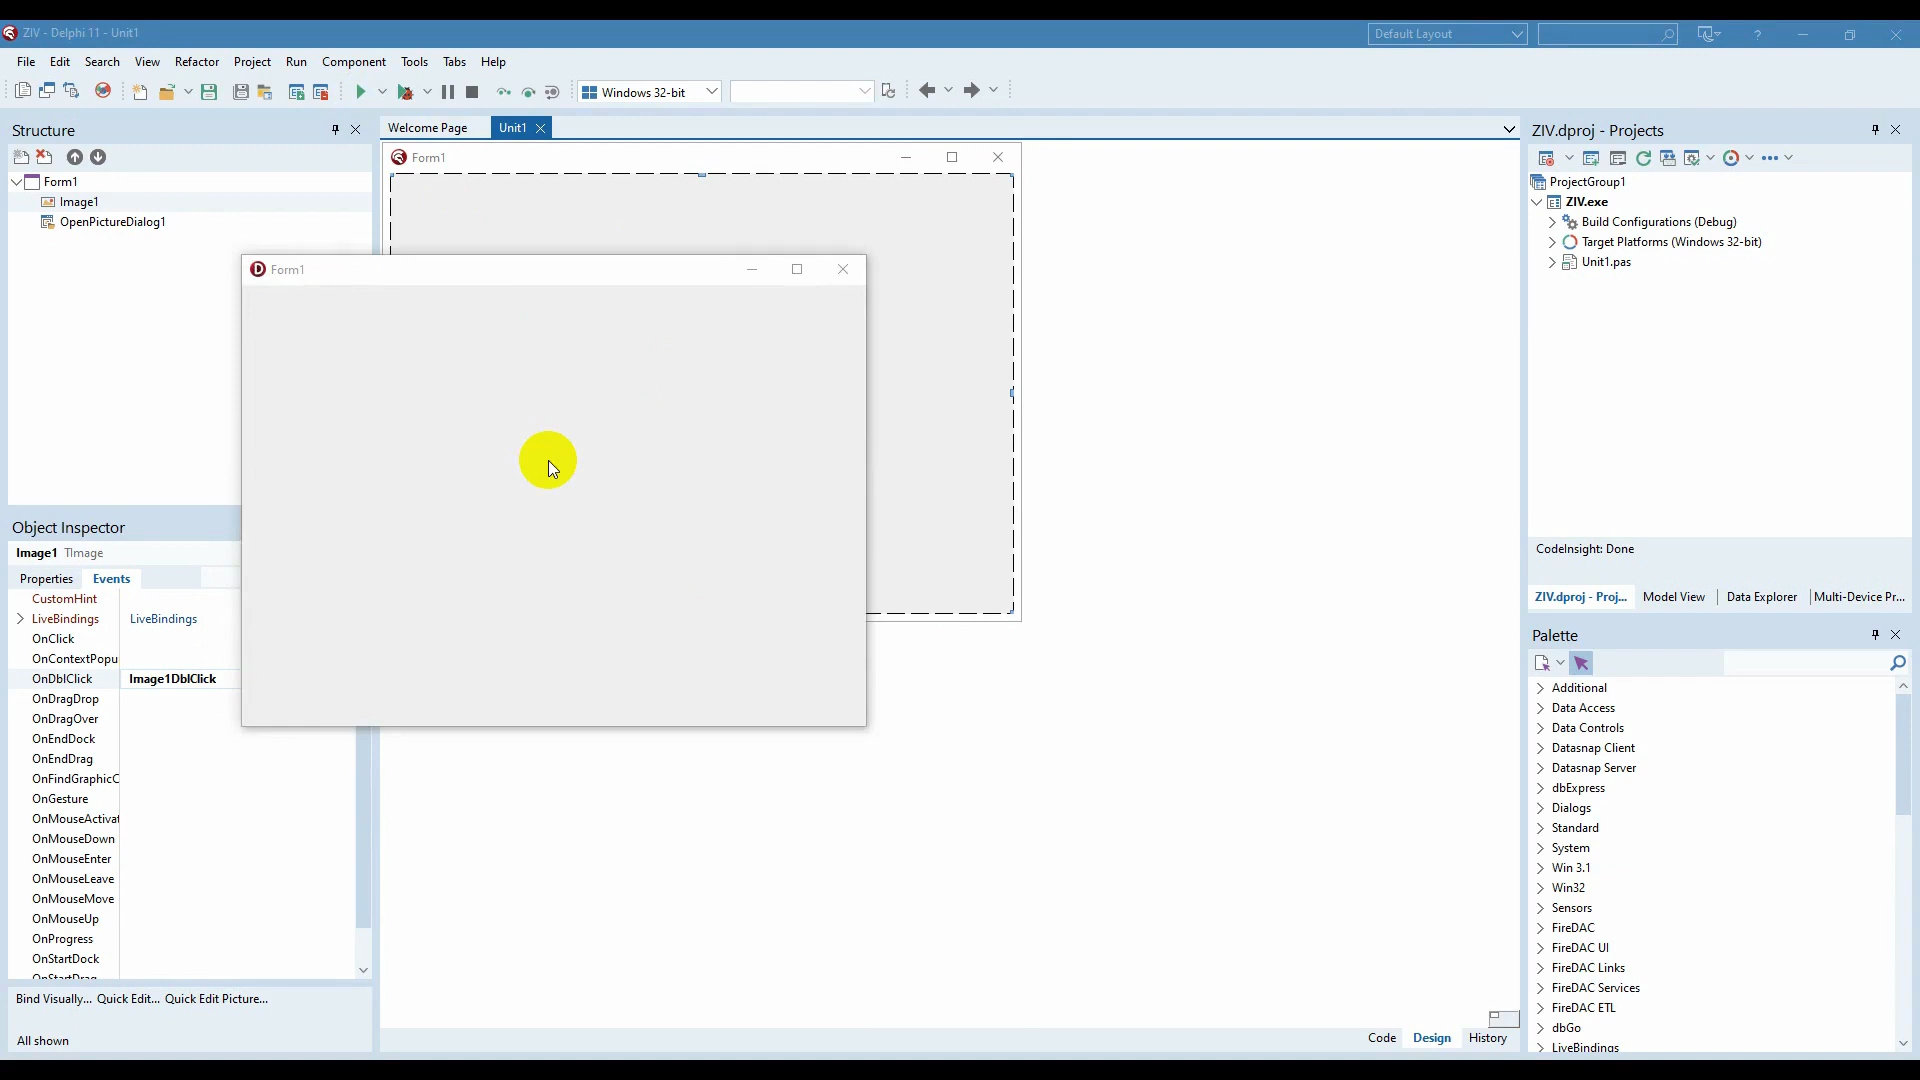 ZIV - Delphi 11 - Unit1
Default Layout
?
File Edit Search View Refactor Project Run Component Tools Tabs Help
Windows 32-bit
Structure
Form1
Image1
OpenPictureDialog1
Welcome Page
Unit1
Form1
Form1
Object Inspector
Image1 TImage
Properties Events
CustomHint
LiveBindings LiveBindings
OnClick
OnContextPopu
OnDblClick Image1DblClick
OnDragDrop
OnDragOver
OnEndDock
OnEndDrag
OnFindGraphicC
OnGesture
OnMouseActivat
OnMouseDown
OnMouseEnter
OnMouseLeave
OnMouseMove
OnMouseUp
OnProgress
OnStartDock
OnStartDrag
Bind Visually... Quick Edit... Quick Edit Picture...
All shown
Code Design History
ZIV.dproj - Projects
ProjectGroup1
ZIV.exe
Build Configurations (Debug)
Target Platforms (Windows 32-bit)
Unit1.pas
CodeInsight: Done
ZIV.dproj - Proj... Model View Data Explorer Multi-Device Pr...
Palette
Additional
Data Access
Data Controls
Datasnap Client
Datasnap Server
dbExpress
Dialogs
Standard
System
Win 3.1
Win32
Sensors
FireDAC
FireDAC UI
FireDAC Links
FireDAC Services
FireDAC ETL
dbGo
LiveBindings